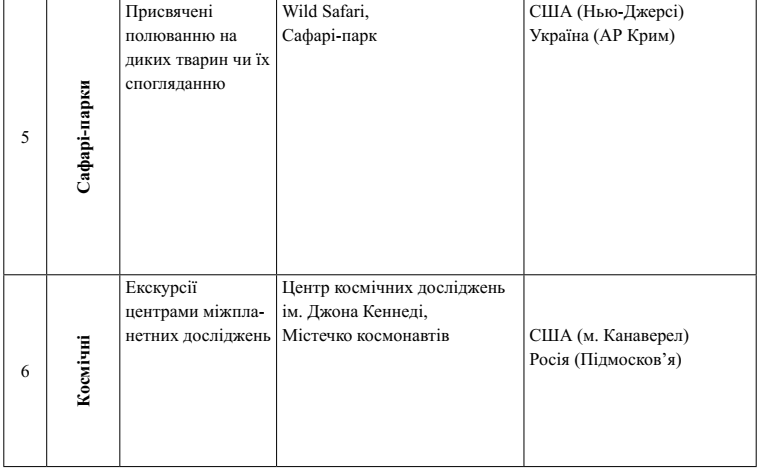 5
Сафарі-парки
Присвячені
полюванню на
диких тварин чи їх
спогляданню
Wild Safari,
Сафарі-парк
США (Нью-Джерсі)
Україна (АР Крим)
6
Космічні
Екскурсії
центрами міжпла-
нетних досліджень
Центр космічних досліджень
ім. Джона Кеннеді,
Містечко космонавтів
США (м. Канаверел)
Росія (Підмосков’я)